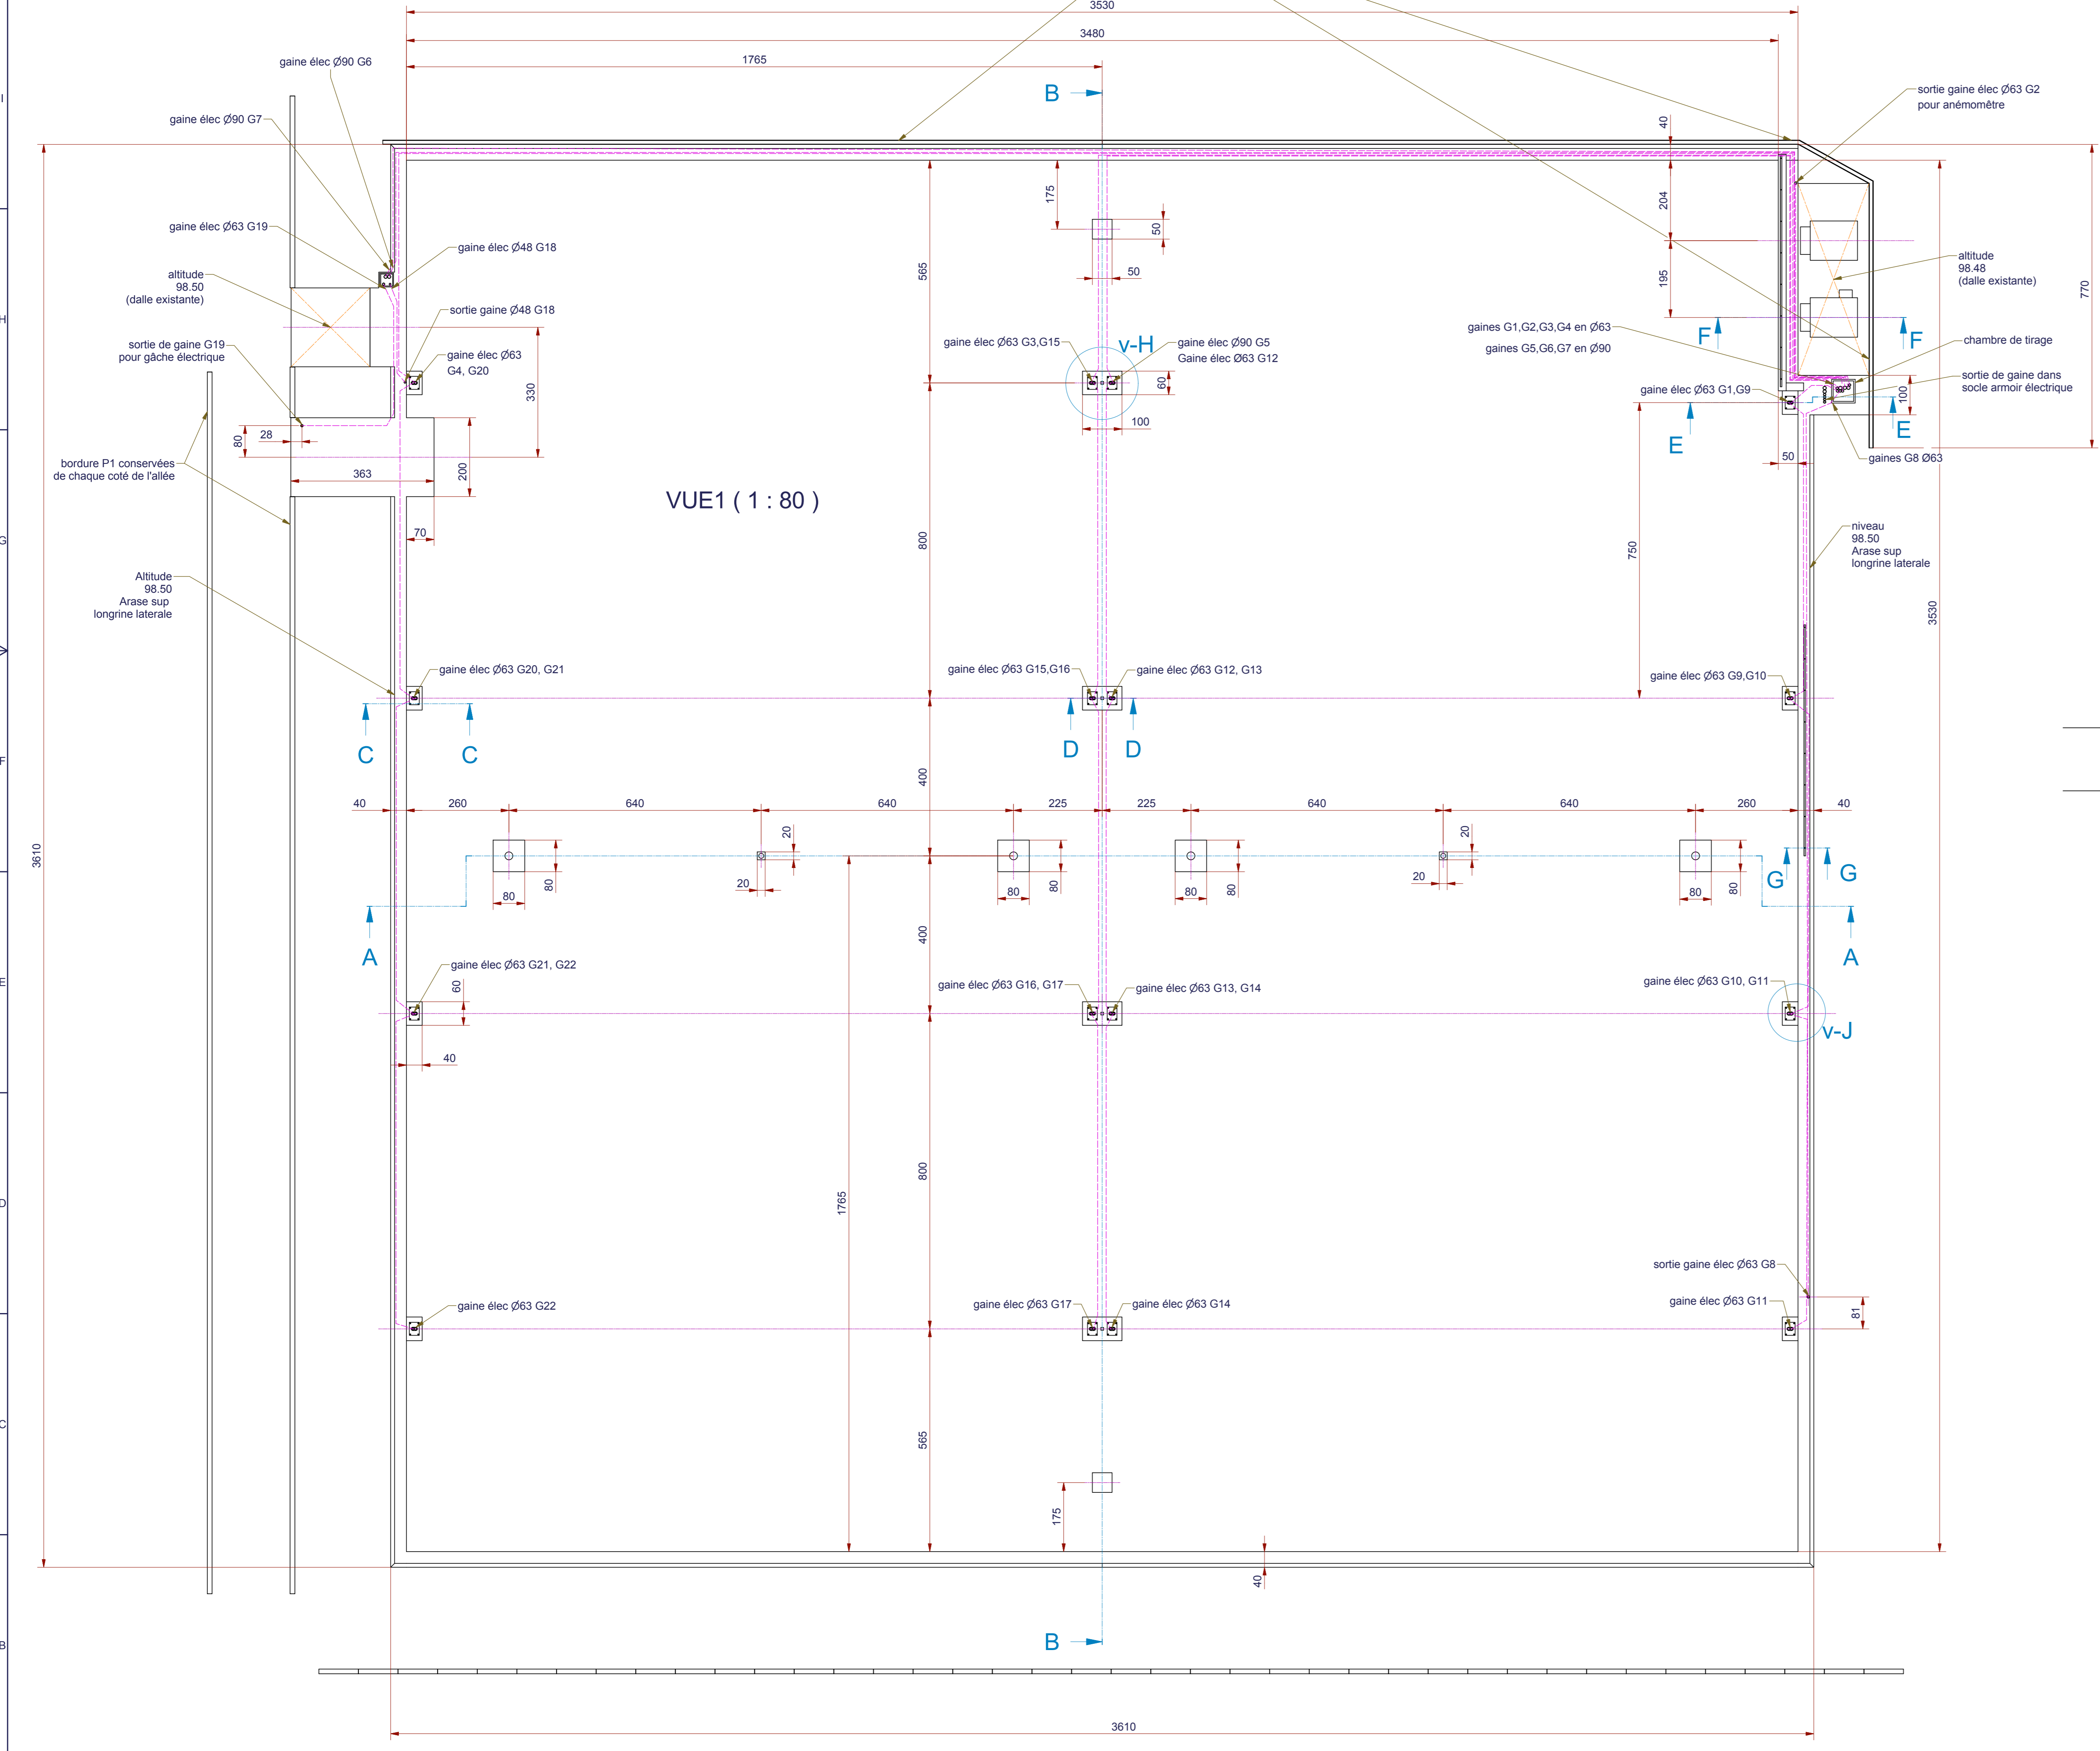 3530
3480
1765
gaine élec Ø90 G6
B
sortie gaine élec Ø63 G2
pour anémomêtre
gaine élec Ø90 G7
40
I
175
50
50
565
204
195
770
gaine élec Ø63 G19
gaine élec Ø48 G18
altitude
98.50
(dalle existante)
altitude
98.48
(dalle existante)
H
sortie gaine Ø48 G18
sortie de gaine G19
pour gâche électrique
gaine élec Ø63
G4, G20
330
gaine élec Ø63 G3,G15
v-H
gaine élec Ø90 G5
Gaine élec Ø63 G12
60
100
gaines G1,G2,G3,G4 en Ø63
gaines G5,G6,G7 en Ø90
F
F
chambre de tirage
sortie de gaine dans
socle armoir électrique
gaine élec Ø63 G1,G9
100
E
E
50
gaines G8 Ø63
28
80
363
200
70
bordure P1 conservées
de chaque coté de l'allée
VUE1 ( 1 : 80 )
G
800
750
niveau
98.50
Arase sup
longrine laterale
Altitude
98.50
Arase sup
longrine laterale
3530
gaine élec Ø63 G20, G21
gaine élec Ø63 G15,G16
gaine élec Ø63 G12, G13
gaine élec Ø63 G9,G10
C
C
D
D
F
400
40
260
640
640
225
225
640
640
260
40
3610
20
20
80
80
80
80
80
80
20
20
80
80
G
G
A
A
400
1765
gaine élec Ø63 G21, G22
60
40
gaine élec Ø63 G16, G17
gaine élec Ø63 G13, G14
gaine élec Ø63 G10, G11
v-J
E
800
D
sortie gaine élec Ø63 G8
gaine élec Ø63 G22
gaine élec Ø63 G17
gaine élec Ø63 G14
gaine élec Ø63 G11
81
C
565
175
40
B
B
3610